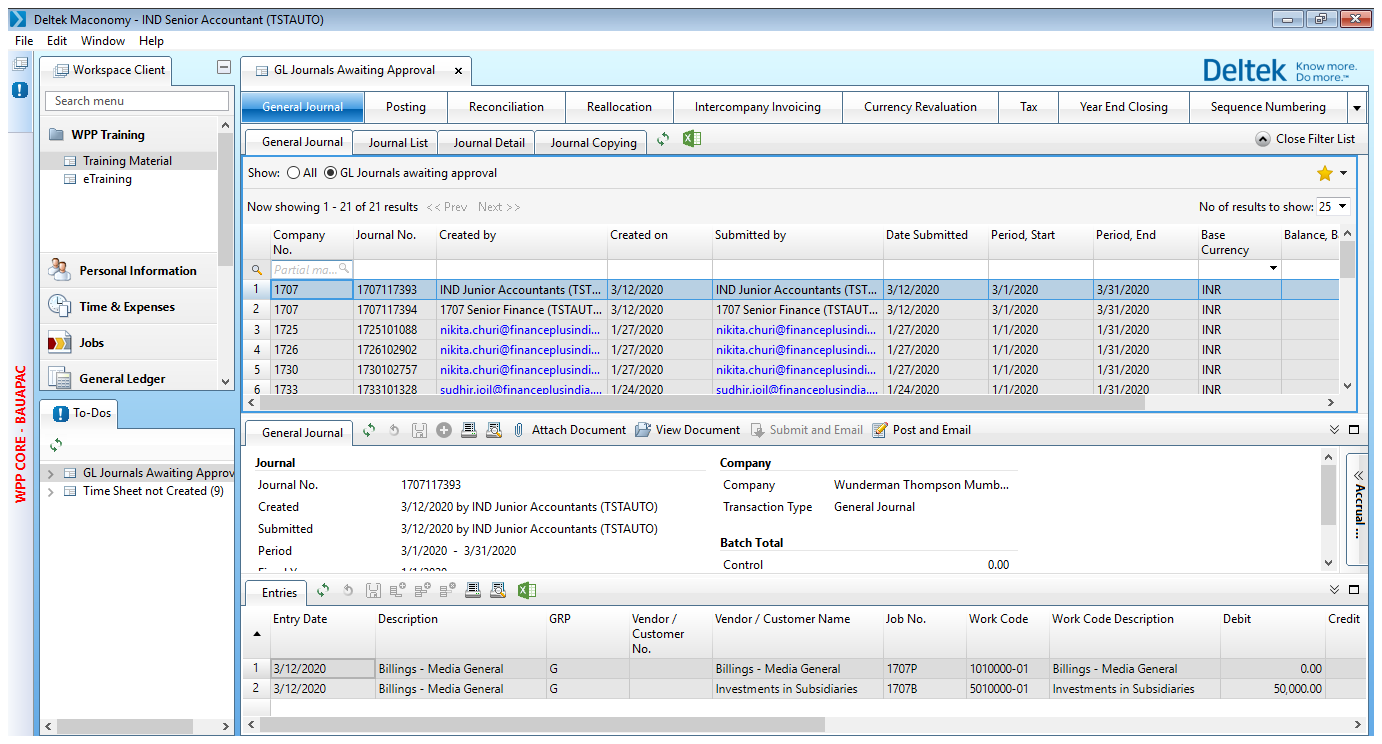 Deltek Maconomy - IND Senior Accountant (TSTAUTO)
File Edit Window Help
Workspace Client
Search menu
WPP Training
Training Material
eTraining
Personal Information
Time & Expenses
Jobs
General Ledger
WPP CORE - BAUAPAC
To-Dos
GL Journals Awaiting Approv
Time Sheet not Created (9)
GL Journals Awaiting Approval
Deltek Know more. Do more.™
General Journal Posting Reconciliation Reallocation Intercompany Invoicing Currency Revaluation Tax Year End Closing Sequence Numbering
General Journal Journal List Journal Detail Journal Copying Close Filter List
Show: All GL Journals awaiting approval
Now showing 1 - 21 of 21 results << Prev Next >> No of results to show: 25
Company No. Journal No. Created by Created on Submitted by Date Submitted Period, Start Period, End Base Currency Balance, B
Partial ma...
1 1707 1707117393 IND Junior Accountants (TST... 3/12/2020 IND Junior Accountants (TST... 3/12/2020 3/1/2020 3/31/2020 INR
2 1707 1707117394 1707 Senior Finance (TSTAUT... 3/12/2020 1707 Senior Finance (TSTAUT... 3/12/2020 3/1/2020 3/31/2020 INR
3 1725 1725101088 nikita.churi@financeplusindi... 1/27/2020 nikita.churi@financeplusindi... 1/27/2020 1/1/2020 1/31/2020 INR
4 1726 1726102902 nikita.churi@financeplusindi... 1/27/2020 nikita.churi@financeplusindi... 1/27/2020 1/1/2020 1/31/2020 INR
5 1730 1730102757 nikita.churi@financeplusindi... 1/27/2020 nikita.churi@financeplusindi... 1/27/2020 1/1/2020 1/31/2020 INR
6 1733 1733101328 sudhir.joil@financeplusindia.... 1/24/2020 sudhir.joil@financeplusindia.... 1/24/2020 1/1/2020 1/31/2020 INR
General Journal Attach Document View Document Submit and Email Post and Email
Journal
Journal No. 1707117393
Created 3/12/2020 by IND Junior Accountants (TSTAUTO)
Submitted 3/12/2020 by IND Junior Accountants (TSTAUTO)
Period 3/1/2020 - 3/31/2020
Company
Company Wunderman Thompson Mumb...
Transaction Type General Journal
Batch Total
Control 0.00
Accrual ...
Entries
Entry Date Description GRP Vendor / Customer No. Vendor / Customer Name Job No. Work Code Work Code Description Debit Credit
1 3/12/2020 Billings - Media General G Billings - Media General 1707P 1010000-01 Billings - Media General 0.00
2 3/12/2020 Billings - Media General G Investments in Subsidiaries 1707B 5010000-01 Investments in Subsidiaries 50,000.00